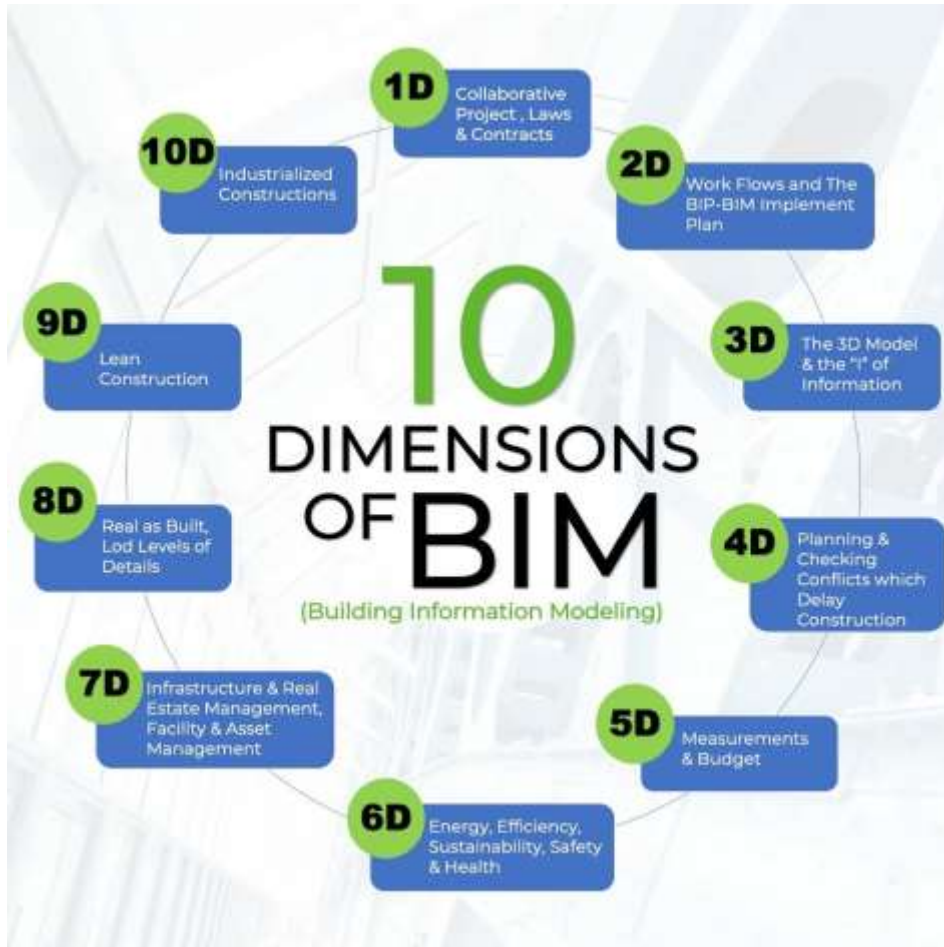 1D
Collaborative
Project , Laws
& Contracts
2D
Work Flows and The
BIP-BIM Implement
Plan
3D
The 3D Model
& the "I" of
Information
4D
Planning &
Checking
Conflicts which
Delay
Construction
5D
Measurements
& Budget
6D
Energy, Efficiency,
Sustainability, Safety
& Health
7D
Infrastructure & Real
Estate Management,
Facility & Asset
Management
8D
Real as Built,
Lod Levels of
Details
9D
Lean
Construction
10D
Industrialized
Constructions
10
DIMENSIONS
OF BIM
(Building Information Modeling)